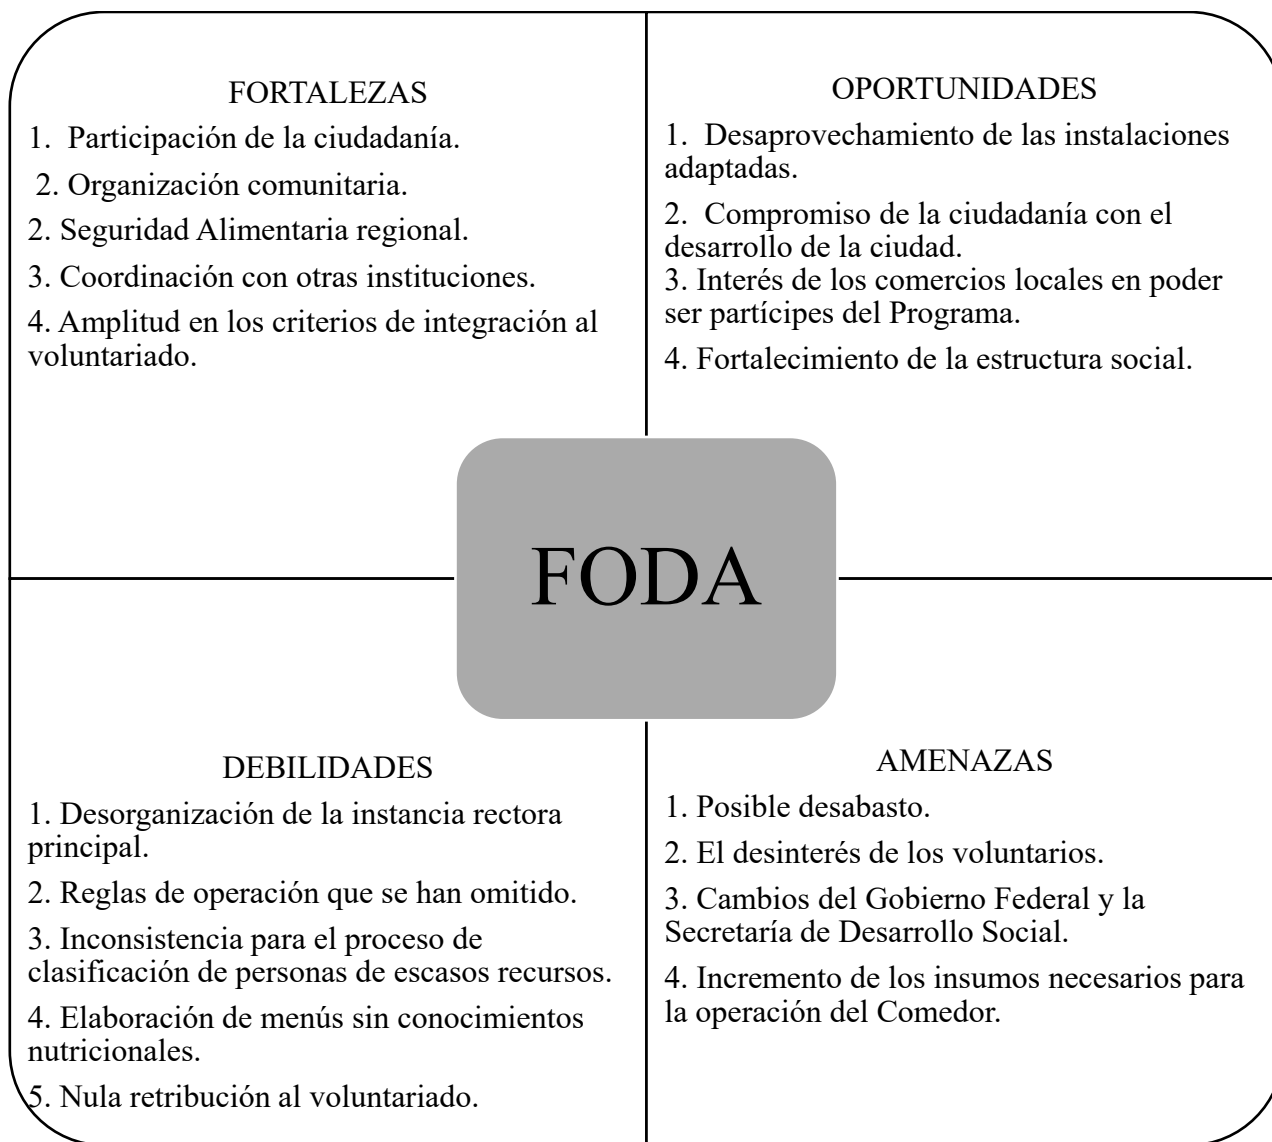 FORTALEZAS
1. Participación de la ciudadanía.
2. Organización comunitaria.
2. Seguridad Alimentaria regional.
3. Coordinación con otras instituciones.
4. Amplitud en los criterios de integración al
voluntariado.
OPORTUNIDADES
1. Desaprovechamiento de las instalaciones
adaptadas.
2. Compromiso de la ciudadanía con el
desarrollo de la ciudad.
3. Interés de los comercios locales en poder
ser partícipes del Programa.
4. Fortalecimiento de la estructura social.
FODA
DEBILIDADES
1. Desorganización de la instancia rectora
principal.
2. Reglas de operación que se han omitido.
3. Inconsistencia para el proceso de
clasificación de personas de escasos recursos.
4. Elaboración de menús sin conocimientos
nutricionales.
5. Nula retribución al voluntariado.
AMENAZAS
1. Posible desabasto.
2. El desinterés de los voluntarios.
3. Cambios del Gobierno Federal y la
Secretaría de Desarrollo Social.
4. Incremento de los insumos necesarios para
la operación del Comedor.